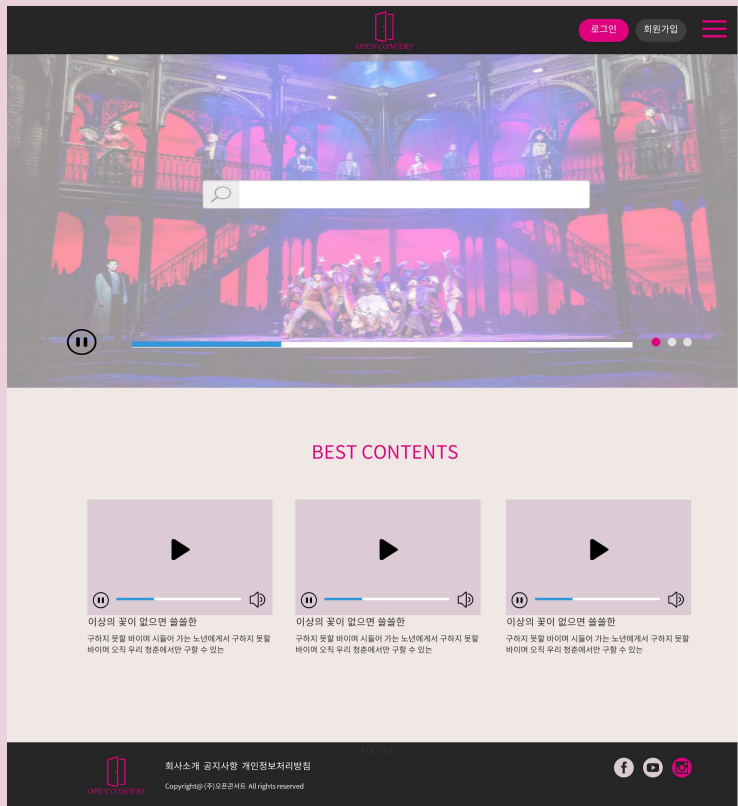 OPEN CONCERT
로그인
회원가입
BEST CONTENTS
이상의 꽃이 없으면 쓸쓸한
구하지 못할 바이며 시들어 가는 노년에게서 구하지 못할
바이며 오직 우리 청춘에서만 구할 수 있는
이상의 꽃이 없으면 쓸쓸한
구하지 못할 바이며 시들어 가는 노년에게서 구하지 못할
바이며 오직 우리 청춘에서만 구할 수 있는
이상의 꽃이 없으면 쓸쓸한
구하지 못할 바이며 시들어 가는 노년에게서 구하지 못할
바이며 오직 우리 청춘에서만 구할 수 있는
FOOTER
OPEN CONCERT
회사소개 공지사항 개인정보처리방침
Copyright@ (주)오픈콘서트 All rights reserved